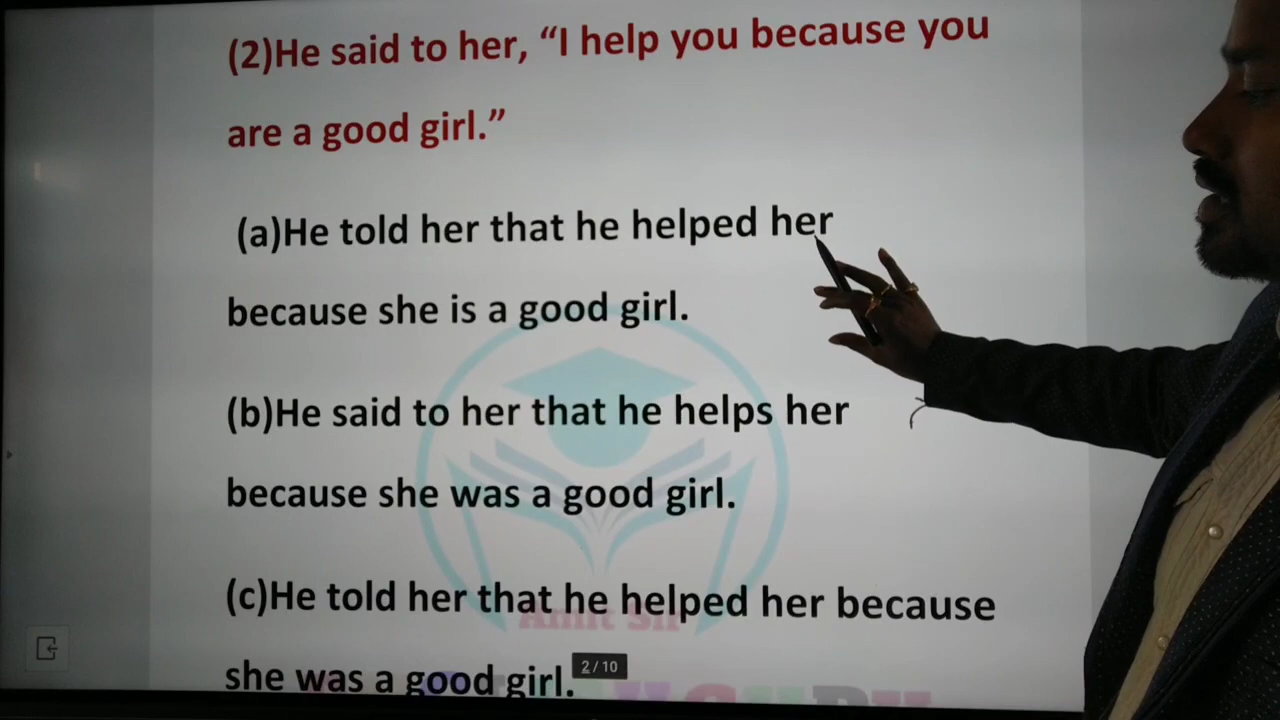 (2)He said to her, “I help you because you
are a good girl.”
(a)He told her that he helped her
because she is a good girl.
(b)He said to her that he helps her
because she was a good girl.
(c)He told her that he helped her because
Amit Sir
she was a good girl.
2 / 10